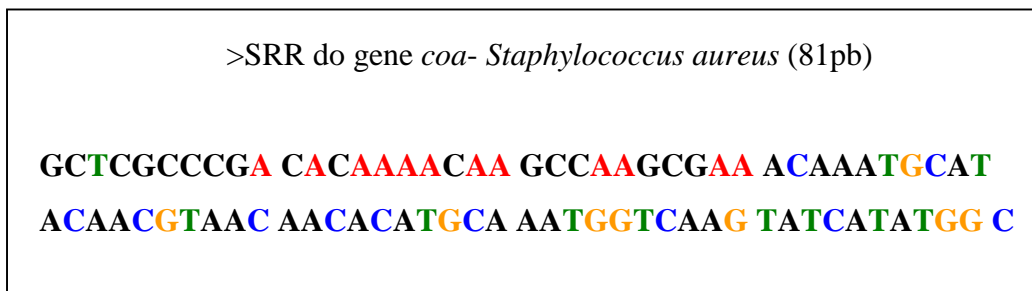 >SRR do gene coa- Staphylococcus aureus (81pb)
GCTCGCCCGA CACAAAACAA GCCAAGCGAA ACAAATGCAT
ACAACGTAAC AACACATGCA AATGGTCAAG TATCATATGG C